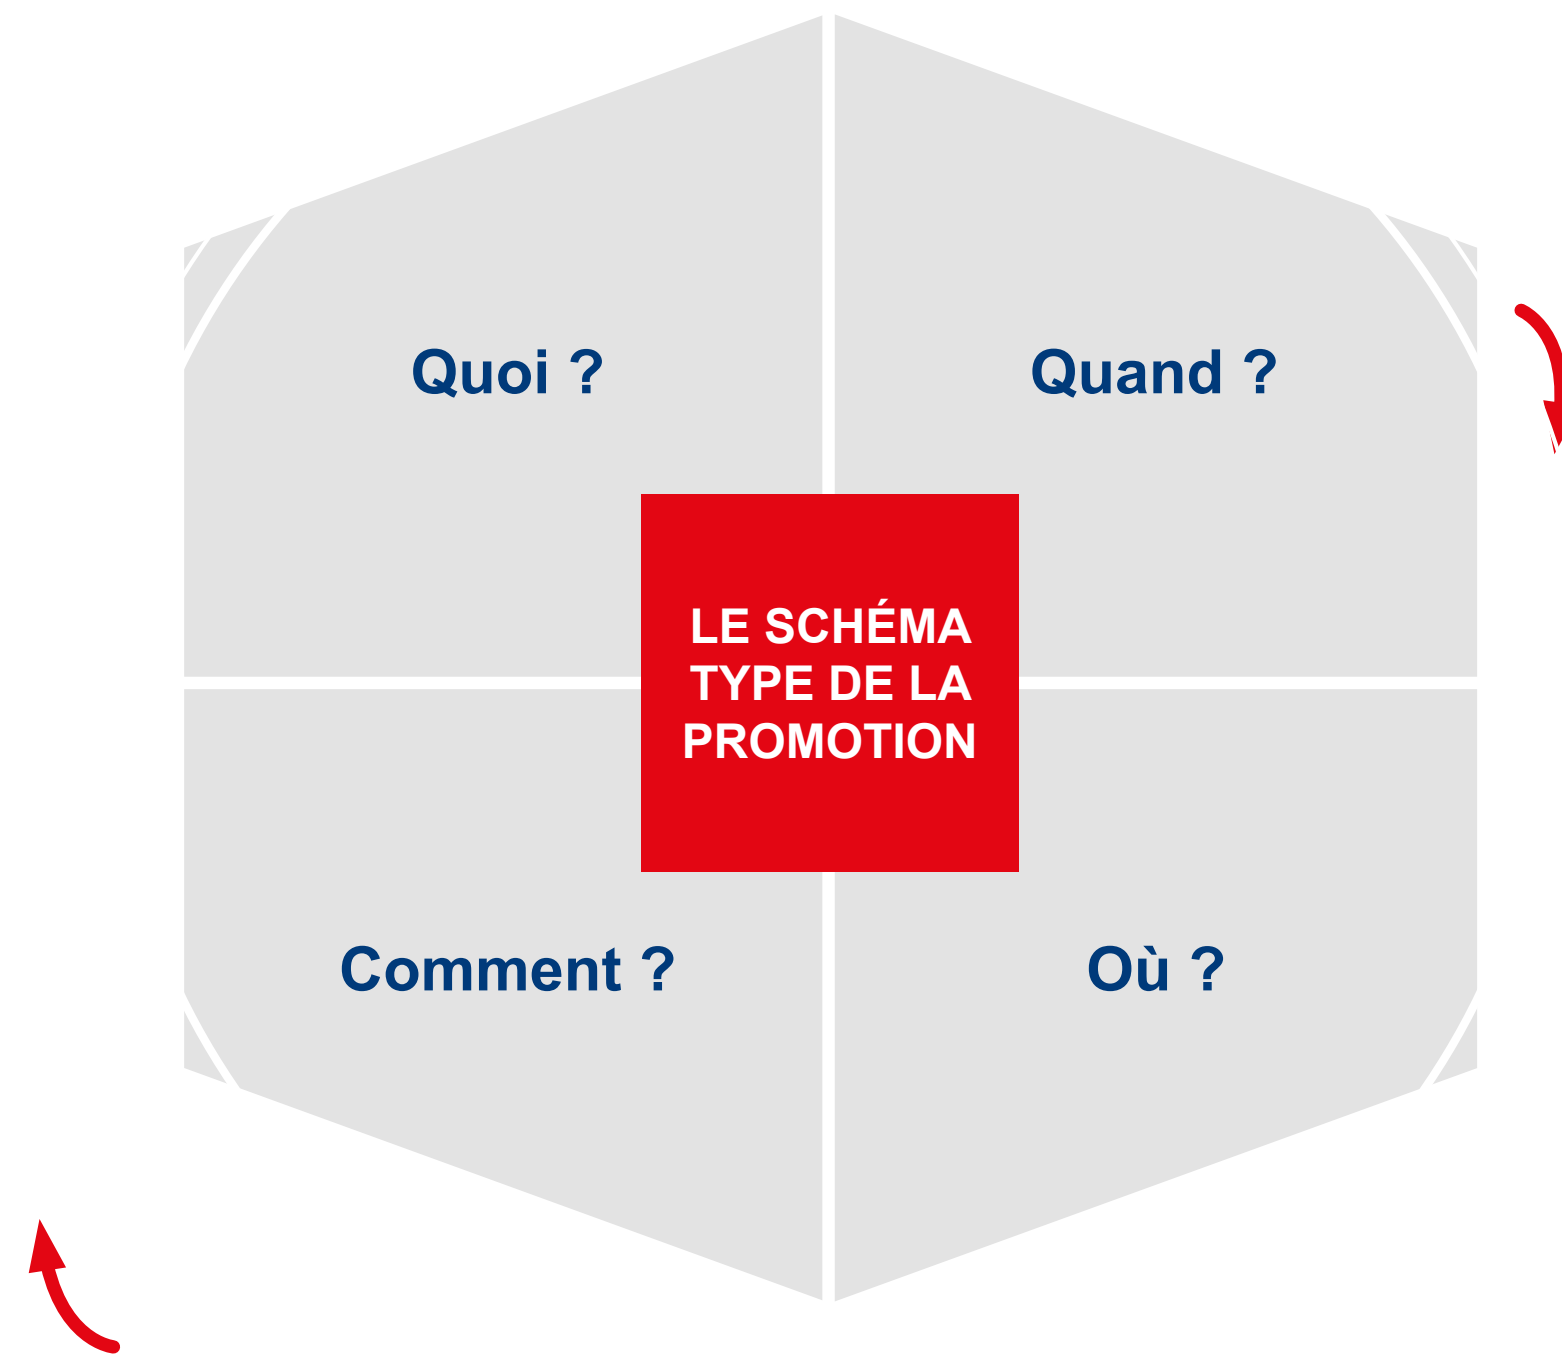 Quoi ?
Quand ?
LE SCHÉMA
TYPE DE LA
PROMOTION
Comment ?
Où ?